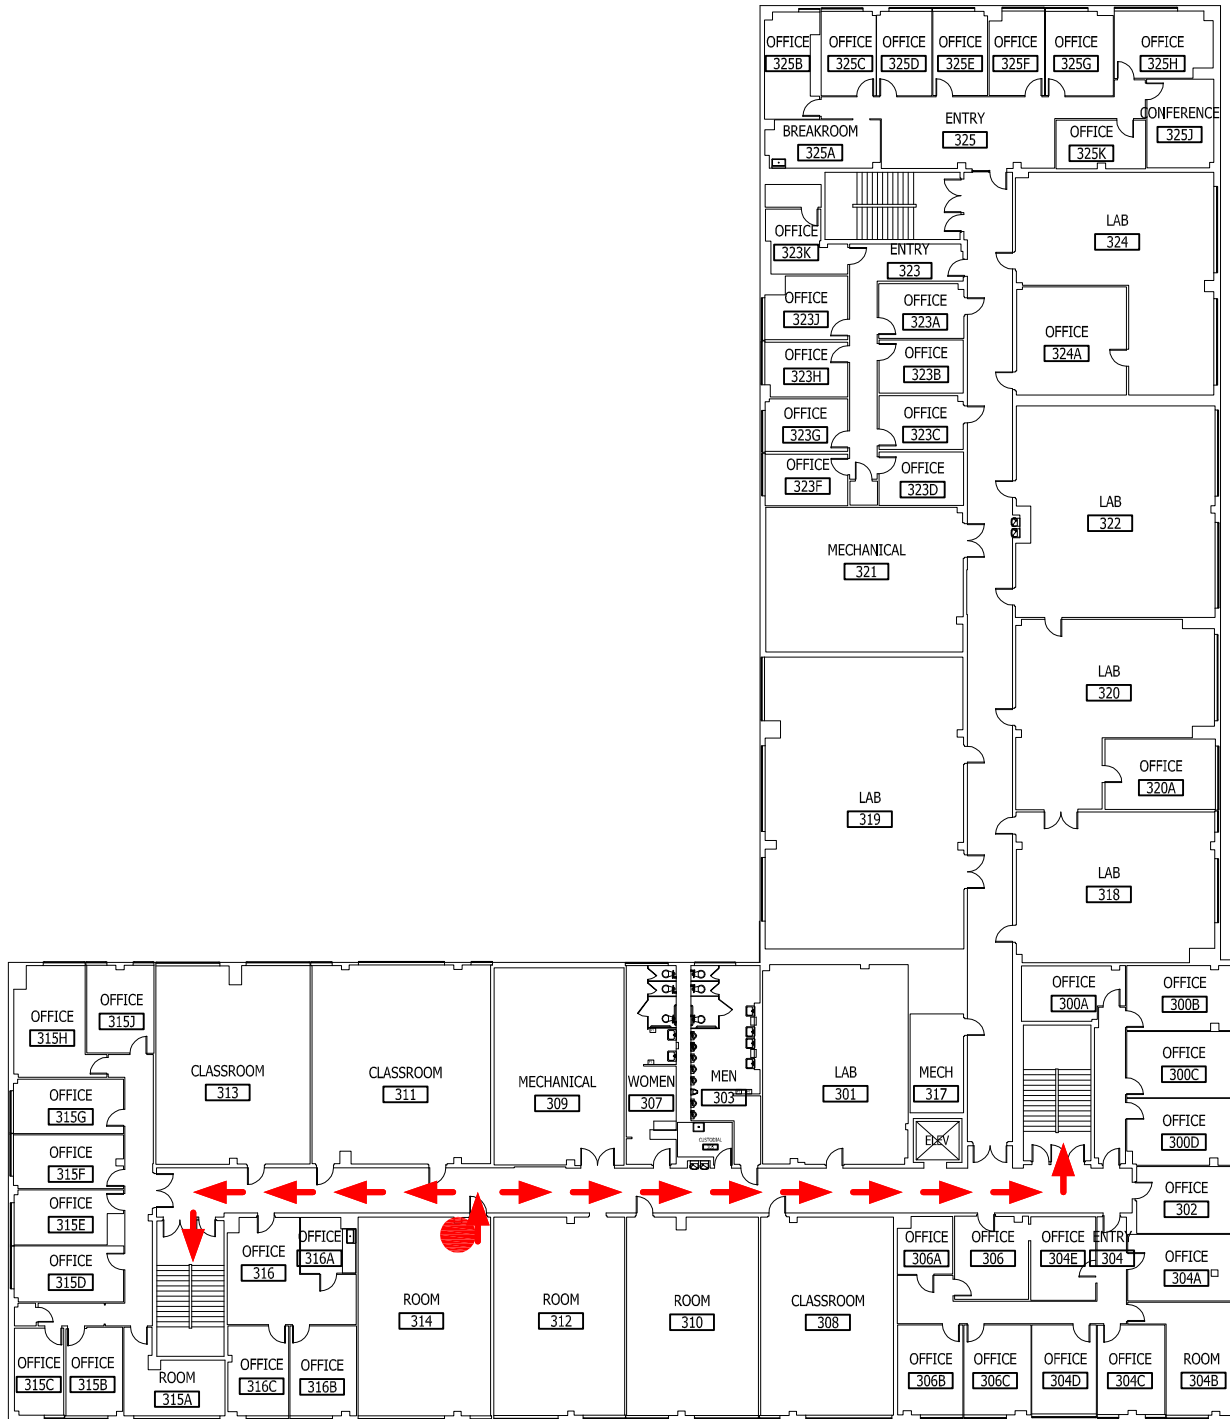 OFFICE
325B
OFFICE
325C
OFFICE
325D
OFFICE
325E
OFFICE
325F
OFFICE
325G
OFFICE
325H
BREAKROOM
325A
ENTRY
325
OFFICE
325K
CONFERENCE
325J
OFFICE
323K
ENTRY
323
LAB
324
OFFICE
323J
OFFICE
323A
OFFICE
324A
OFFICE
323H
OFFICE
323B
OFFICE
323G
OFFICE
323C
OFFICE
323F
OFFICE
323D
LAB
322
MECHANICAL
321
LAB
320
OFFICE
320A
LAB
319
LAB
318
OFFICE
315H
OFFICE
315J
OFFICE
300A
OFFICE
300B
CLASSROOM
313
CLASSROOM
311
MECHANICAL
309
WOMEN
307
MEN
303
LAB
301
MECH
317
OFFICE
300C
OFFICE
315G
OFFICE
300D
CUSTODIAL
ELEV
OFFICE
315F
OFFICE
315E
OFFICE
302
OFFICE
315D
OFFICE
316
OFFICE
316A
OFFICE
306A
OFFICE
306
OFFICE
304E
ENTRY
304
OFFICE
304A
ROOM
314
ROOM
312
ROOM
310
CLASSROOM
308
OFFICE
315C
OFFICE
315B
ROOM
315A
OFFICE
316C
OFFICE
316B
OFFICE
306B
OFFICE
306C
OFFICE
304D
OFFICE
304C
ROOM
304B